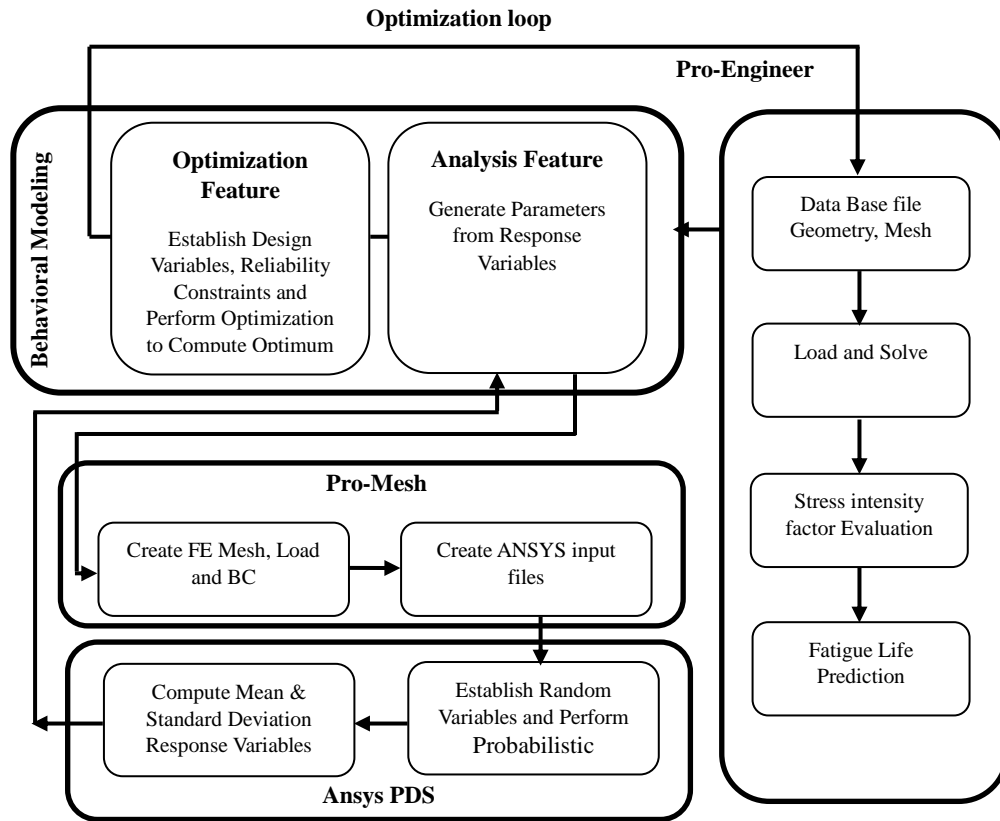 Optimization loop
Pro-Engineer
Behavioral Modeling
Optimization
Feature
Establish Design
Variables, Reliability
Constraints and
Perform Optimization
to Compute Optimum
Analysis Feature
Generate Parameters
from Response
Variables
Data Base file
Geometry, Mesh
Load and Solve
Stress intensity
factor Evaluation
Fatigue Life
Prediction
Pro-Mesh
Create FE Mesh, Load
and BC
Create ANSYS input
files
Compute Mean &
Standard Deviation
Response Variables
Establish Random
Variables and Perform
Probabilistic
Ansys PDS